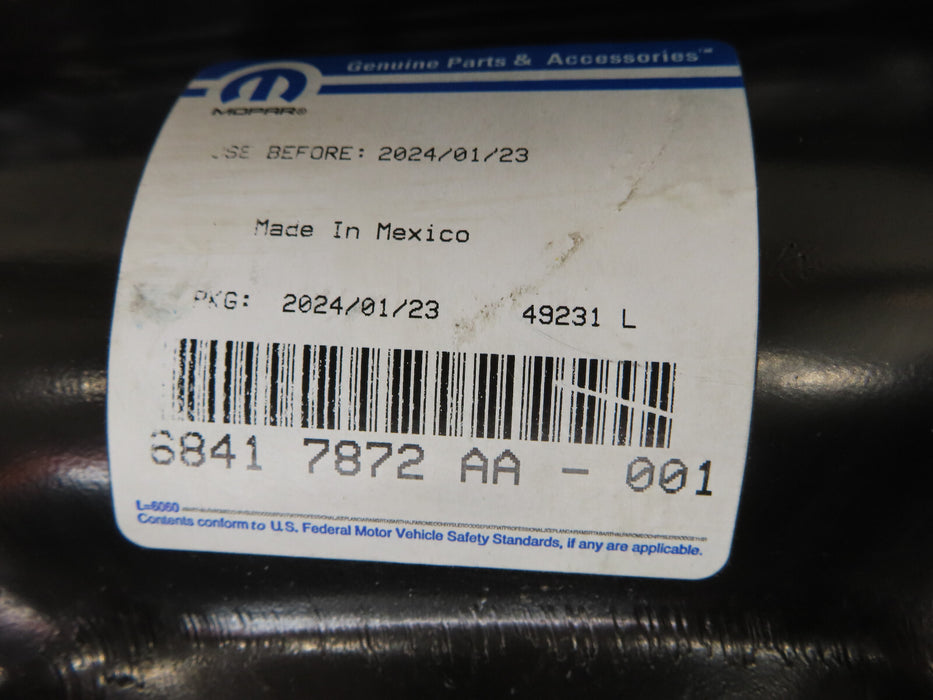 Genuine Parts & Accessories™
MOPAR®
USE BEFORE: 2024/01/23
Made In Mexico
PKG: 2024/01/23 49231 L
6841 7872 AA - 001
L=6060
Contents conform to U.S. Federal Motor Vehicle Safety Standards, if any are applicable.